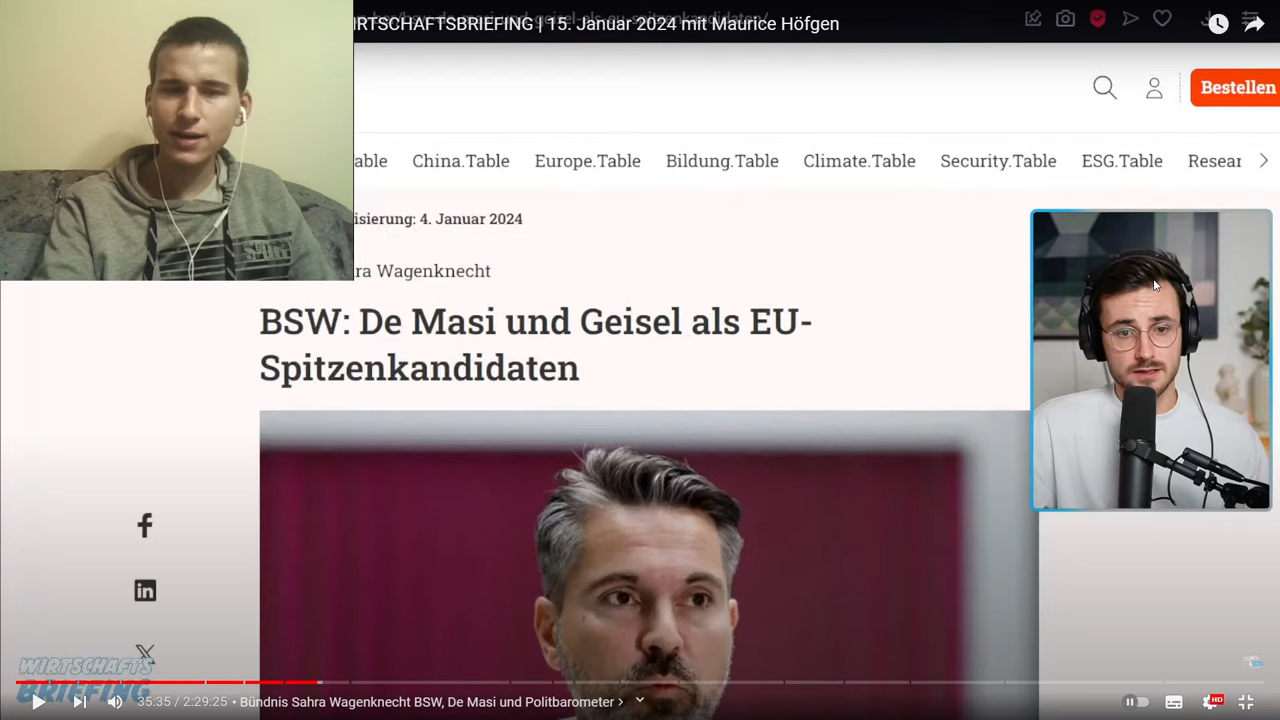 IRTSCHAFTSBRIEFING | 15. Januar 2024 mit Maurice Höfgen
Bestellen
able China.Table Europe.Table Bildung.Table Climate.Table Security.Table ESG.Table Resear
isierung: 4. Januar 2024
ra Wagenknecht
BSW: De Masi und Geisel als EU-
Spitzenkandidaten
WIRTSCHAFTS
BRIEFING
35:35 / 2:29:25 • Bündnis Sahra Wagenknecht BSW, De Masi und Politbarometer
HD